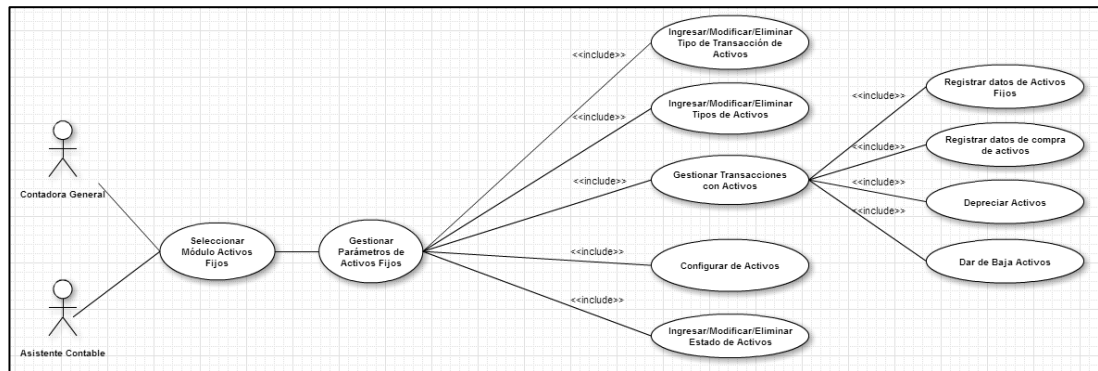 Contadora General
Asistente Contable
Seleccionar
Módulo Activos
Fijos
Gestionar
Parámetros de
Activos Fijos
<<include>>
<<include>>
<<include>>
<<include>>
<<include>>
Ingresar/Modificar/Eliminar
Tipo de Transacción de
Activos
Ingresar/Modificar/Eliminar
Tipos de Activos
Gestionar Transacciones
con Activos
Configurar de Activos
Ingresar/Modificar/Eliminar
Estado de Activos
<<include>>
<<include>>
<<include>>
<<include>>
Registrar datos de Activos
Fijos
Registrar datos de compra
de activos
Depreciar Activos
Dar de Baja Activos